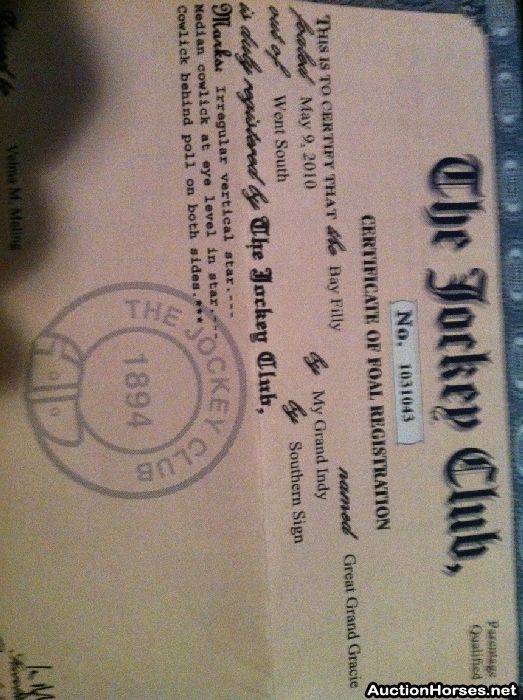 Parentage
Qualified
The Jockey Club,
No. 1031043
CERTIFICATE OF FOAL REGISTRATION
THIS IS TO CERTIFY THAT the Bay Filly named Great Grand Gracie
foaled May 9, 2010 By My Grand Indy
out of Went South By Southern Sign
is duly registered by The Jockey Club,
Marks: Irregular vertical star.---
Median cowlick at eye level in star.---
Cowlick behind poll on both sides.***
THE JOCKEY CLUB
1894
Velma M.
AuctionHorses.net